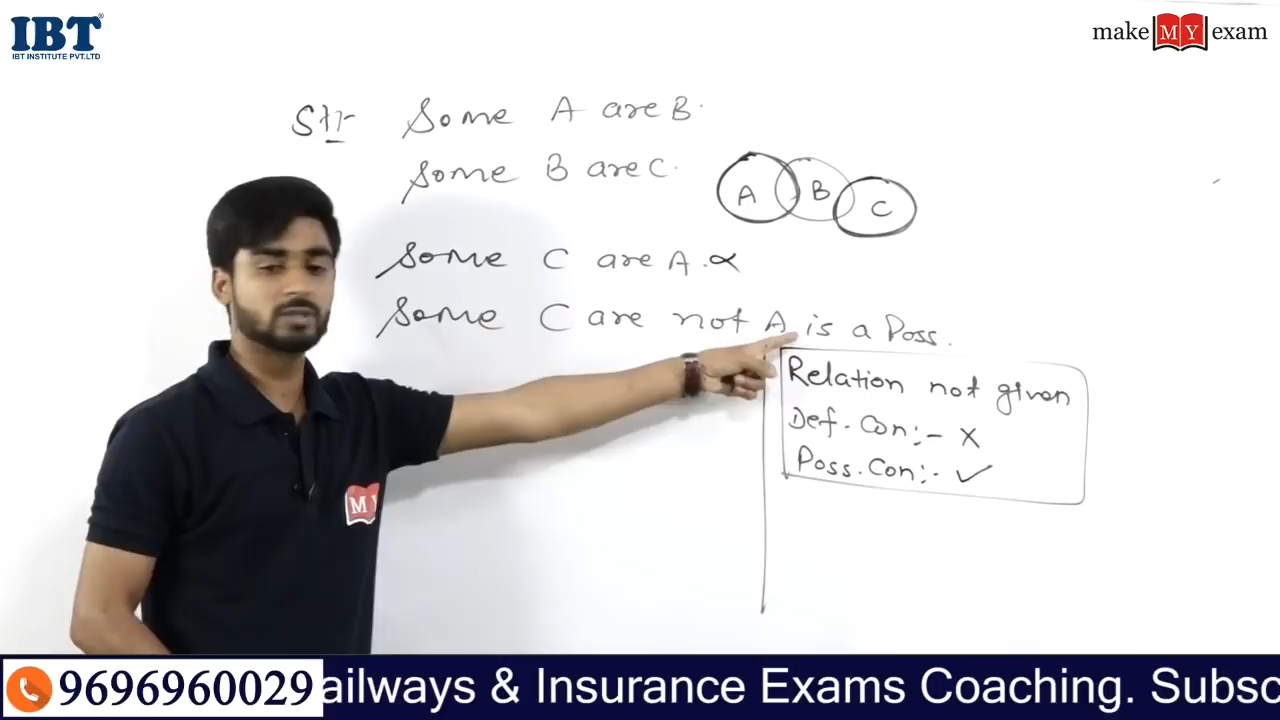 IBT®
IBT INSTITUTE PVT.LTD
make MY exam
Stt Some A are B.
Some B are C.
A B C
Some C are A.
Some C are not A is a Poss.
Relation not given
Def. Con:- X
Poss. Con:- ✓
MY
9696960029
ailways & Insurance Exams Coaching. Subsc